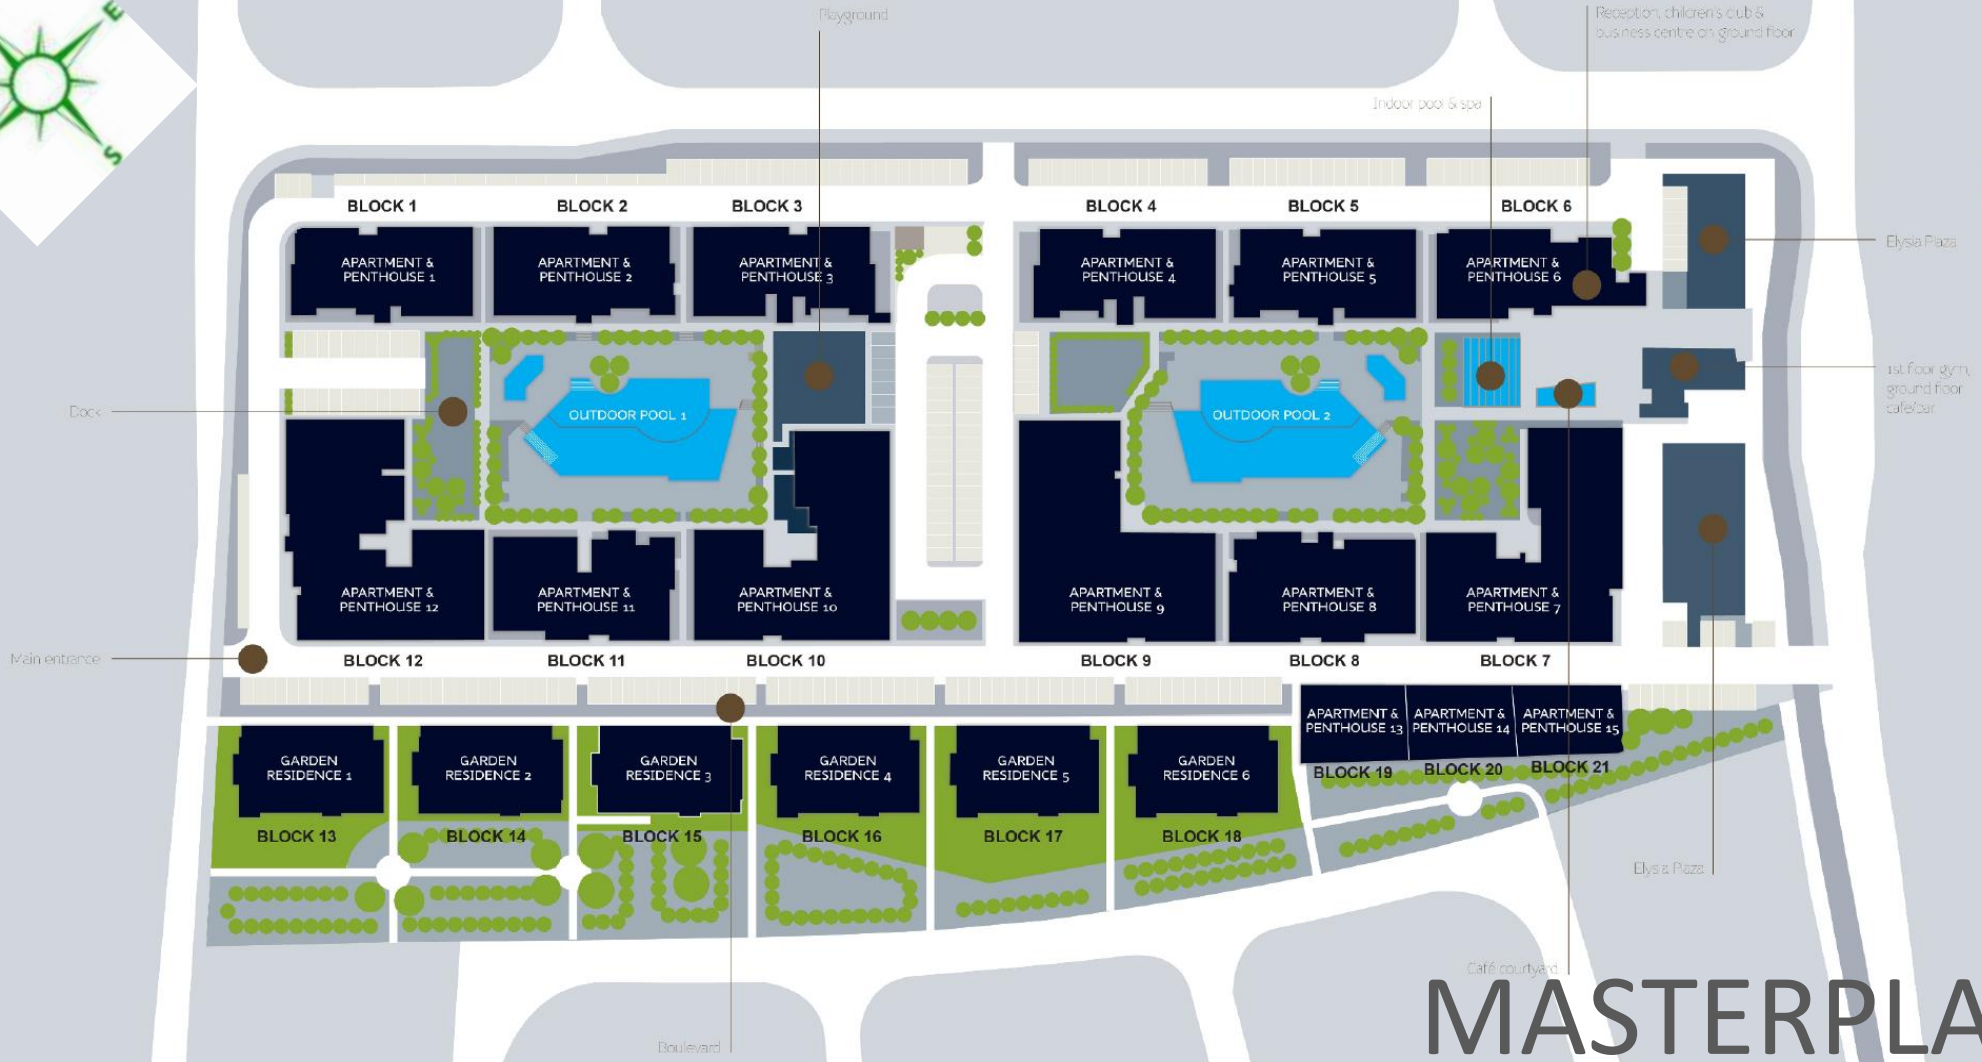 E
S
Playground
Reception, children's club &
business centre on ground floor
Indoor pool & spa
BLOCK 1
BLOCK 2
BLOCK 3
BLOCK 4
BLOCK 5
BLOCK 6
APARTMENT &
PENTHOUSE 1
APARTMENT &
PENTHOUSE 2
APARTMENT &
PENTHOUSE 3
APARTMENT &
PENTHOUSE 4
APARTMENT &
PENTHOUSE 5
APARTMENT &
PENTHOUSE 6
Elysia Plaza
1st floor gym,
ground floor
cafe/bar
Dock
OUTDOOR POOL 1
OUTDOOR POOL 2
APARTMENT &
PENTHOUSE 12
APARTMENT &
PENTHOUSE 11
APARTMENT &
PENTHOUSE 10
APARTMENT &
PENTHOUSE 9
APARTMENT &
PENTHOUSE 8
APARTMENT &
PENTHOUSE 7
Main entrance
BLOCK 12
BLOCK 11
BLOCK 10
BLOCK 9
BLOCK 8
BLOCK 7
APARTMENT &
PENTHOUSE 13
APARTMENT &
PENTHOUSE 14
APARTMENT &
PENTHOUSE 15
GARDEN
RESIDENCE 1
GARDEN
RESIDENCE 2
GARDEN
RESIDENCE 3
GARDEN
RESIDENCE 4
GARDEN
RESIDENCE 5
GARDEN
RESIDENCE 6
BLOCK 19
BLOCK 20
BLOCK 21
BLOCK 13
BLOCK 14
BLOCK 15
BLOCK 16
BLOCK 17
BLOCK 18
Elysia Plaza
Café courtyard
MASTERPLA
Boulevard